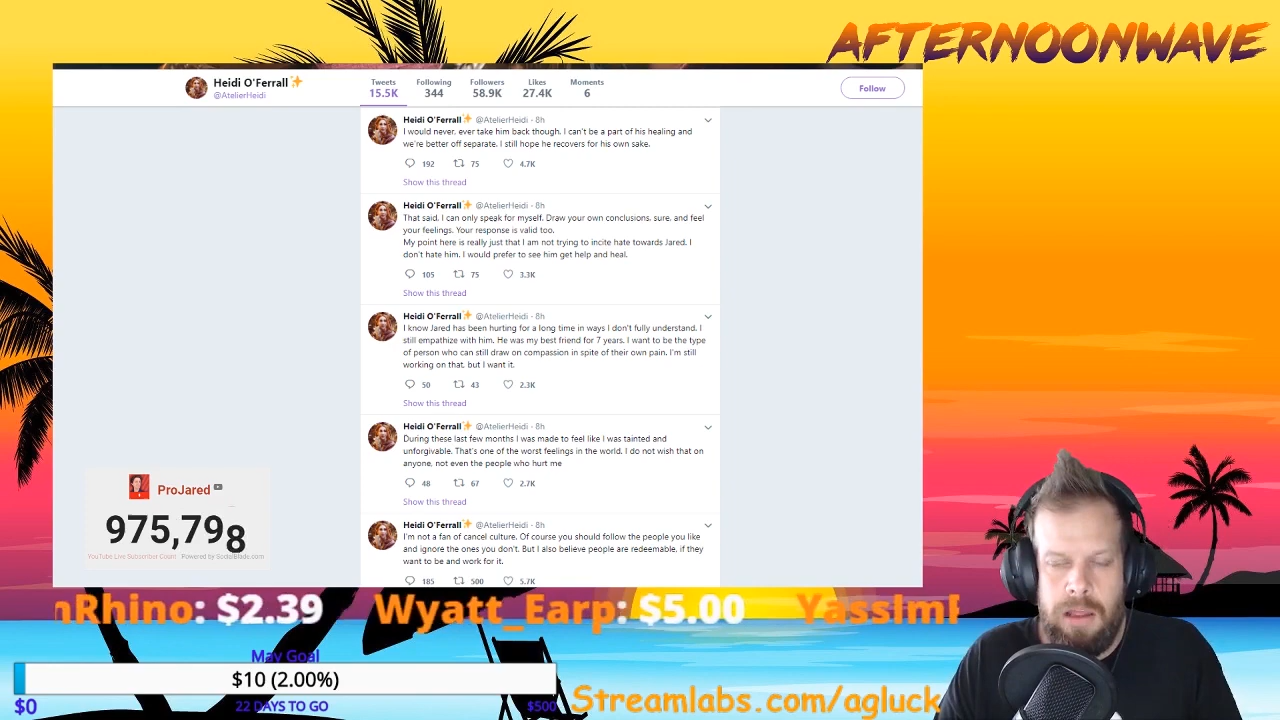 AFTERNOONWAVE
Heidi O'Ferrall
@AtelierHeidi
Tweets Following Followers Likes Moments
15.5K 344 58.9K 27.4K 6
Follow
Heidi O'Ferrall @AtelierHeidi - 8h
I would never, ever take him back though. I can't be a part of his healing and
we're better off separate. I still hope he recovers for his own sake.
192 75 4.7K
Show this thread
Heidi O'Ferrall @AtelierHeidi - 8h
That said, I can only speak for myself. Draw your own conclusions, sure, and feel
your feelings. Your response is valid too.
My point here is really just that I am not trying to incite hate towards Jared. I
don't hate him. I would prefer to see him get help and heal.
105 75 3.3K
Show this thread
Heidi O'Ferrall @AtelierHeidi - 8h
I know Jared has been hurting for a long time in ways I don't fully understand. I
still empathize with him. He was my best friend for 7 years. I want to be the type
of person who can still draw on compassion in spite of their own pain. I'm still
working on that, but I want it.
50 43 2.3K
Show this thread
Heidi O'Ferrall @AtelierHeidi - 8h
During these last few months I was made to feel like I was tainted and
unforgivable. That's one of the worst feelings in the world. I do not wish that on
anyone, not even the people who hurt me
48 67 2.7K
Show this thread
Heidi O'Ferrall @AtelierHeidi - 8h
I'm not a fan of cancel culture. Of course you should follow the people you like
and ignore the ones you don't. But I also believe people are redeemable, if they
want to be and work for it.
185 500 5.7K
ProJared
975,798
YouTube Live Subscriber Count Powered by SocialBlade.com
nRhino: $2.39 Wyatt_Earp: $5.00 Yassim
May Goal
$10 (2.00%)
$0 22 DAYS TO GO $500
Streamlabs.com/agluck